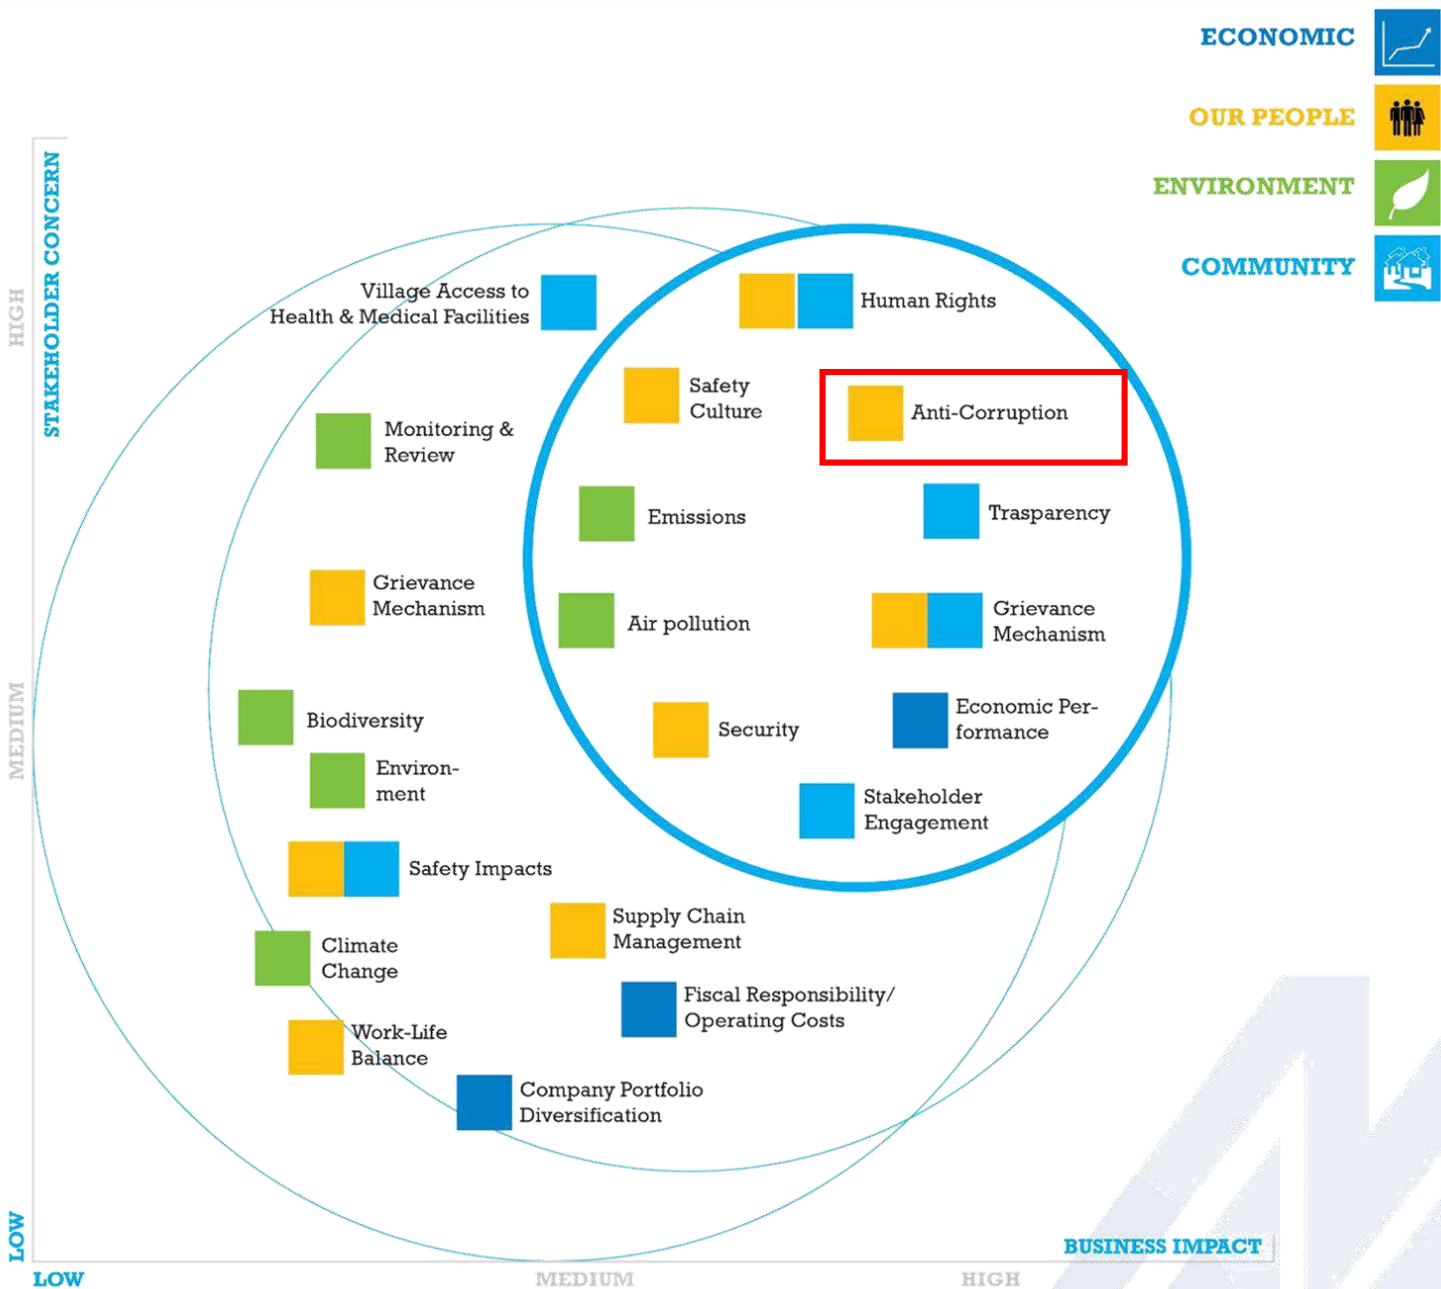 ECONOMIC
OUR PEOPLE
ENVIRONMENT
COMMUNITY
STAKEHOLDER CONCERN
HIGH
MEDIUM
LOW
Village Access to
Health & Medical Facilities
Human Rights
Safety
Culture
Anti-Corruption
Monitoring &
Review
Emissions
Trasparency
Grievance
Mechanism
Air pollution
Grievance
Mechanism
Biodiversity
Security
Economic Per-
formance
Environ-
ment
Stakeholder
Engagement
Safety Impacts
Supply Chain
Management
Climate
Change
Fiscal Responsibility/
Operating Costs
Work-Life
Balance
Company Portfolio
Diversification
BUSINESS IMPACT
LOW
MEDIUM
HIGH